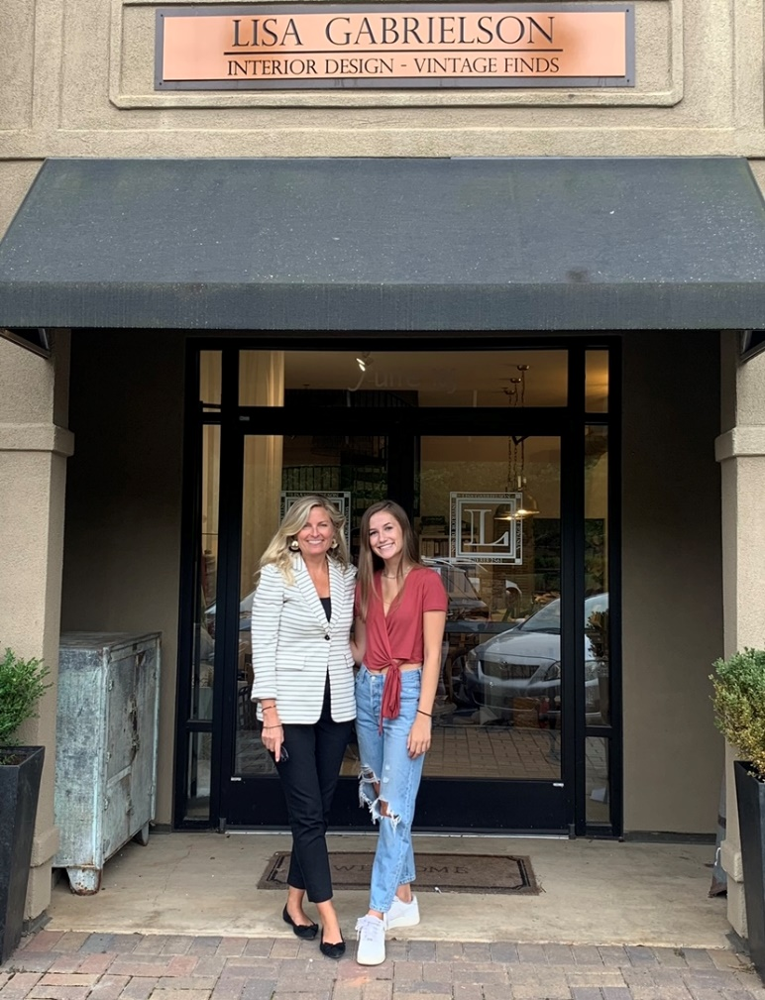 LISA GABRIELSON
INTERIOR DESIGN - VINTAGE FINDS
L
WELCOME